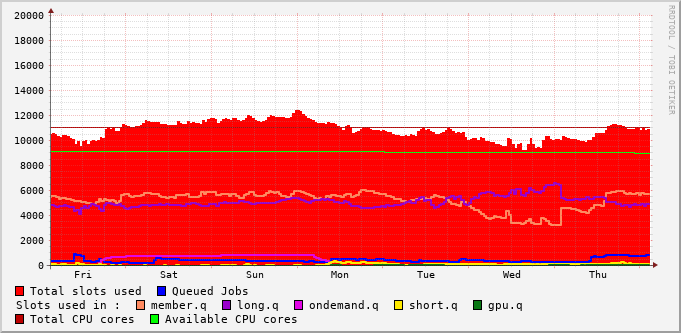 20000
18000
16000
14000
12000
10000
8000
6000
4000
2000
0
Fri Sat Sun Mon Tue Wed Thu
RRDTOOL / TOBI OETIKER
Total slots used Queued Jobs
Slots used in : member.q long.q ondemand.q short.q gpu.q
Total CPU cores Available CPU cores